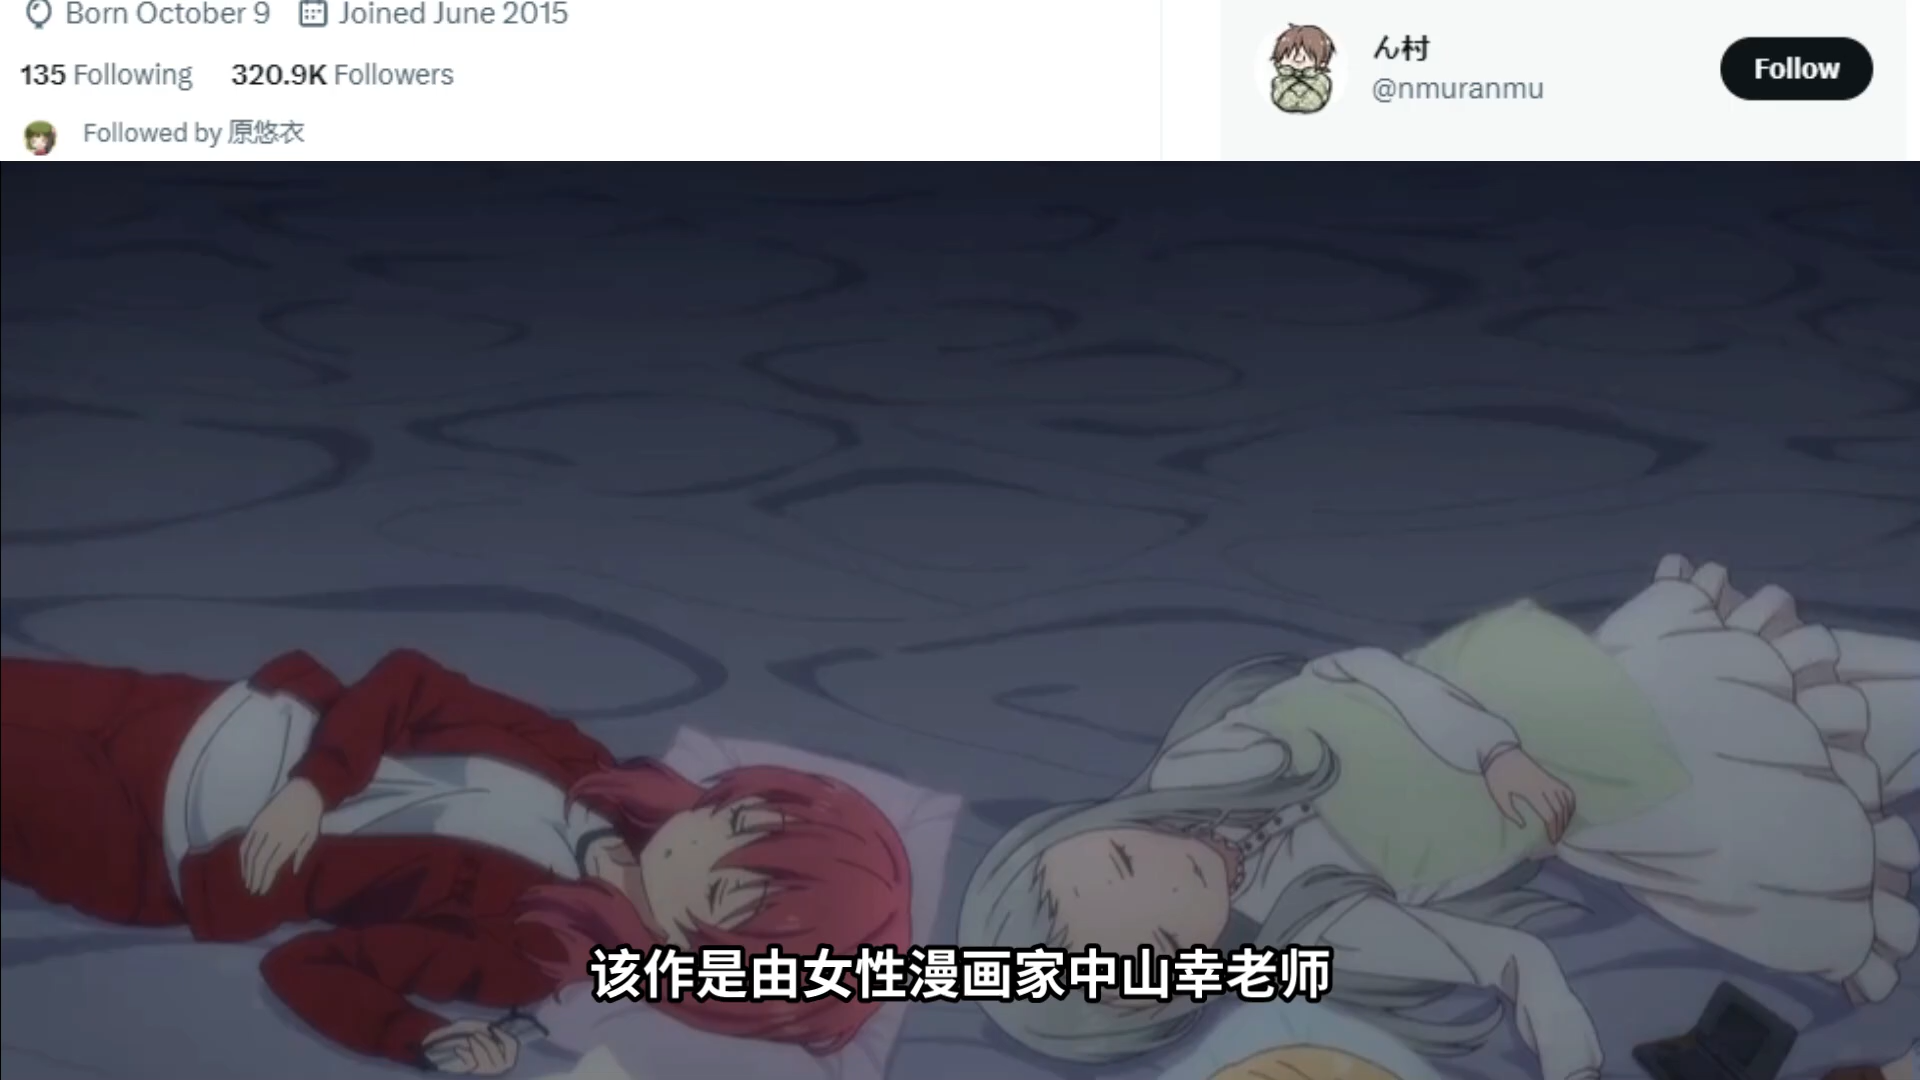 Born October 9 Joined June 2015
135 Following 320.9K Followers
Followed by 原悠衣
ん村
@nmuranmu
Follow
该作是由女性漫画家中山幸老师